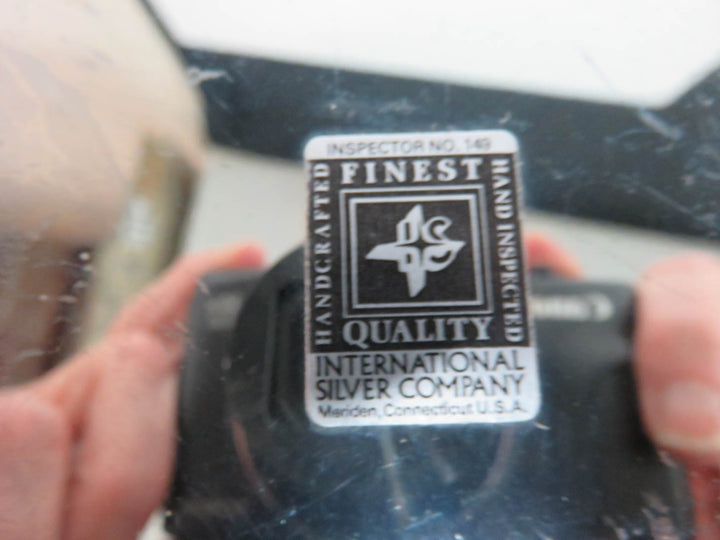 INSPECTOR NO. 149
FINEST
HANDCRAFTED
HAND INSPECTED
QUALITY
INTERNATIONAL
SILVER COMPANY
Meriden, Connecticut U.S.A.